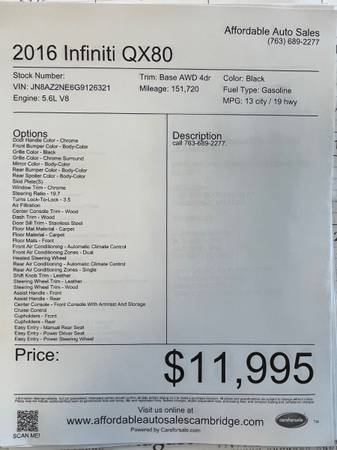 Affordable Auto Sales
(763) 689-2277
2016 Infiniti QX80
Stock Number:
Trim: Base AWD 4dr
Color: Black
VIN: JN8AZ2NE6G9126321
Mileage: 151,720
Fuel Type: Gasoline
Engine: 5.6L V8
MPG: 13 city / 19 hwy
Options
Door Handle Color - Chrome
Front Bumper Color - Body-Color
Grille Color - Black
Grille Color - Chrome Surround
Mirror Color - Body-Color
Rear Bumper Color - Body-Color
Rear Spoiler Color - Body-Color
Skid Plate(s)
Window Trim - Chrome
Steering Ratio - 19.7
Turns Lock-To-Lock - 3.5
Air Filtration
Center Console Trim - Wood
Dash Trim - Wood
Door Sill Trim - Stainless Steel
Floor Mat Material - Carpet
Floor Material - Carpet
Floor Mats - Front
Front Air Conditioning - Automatic Climate Control
Front Air Conditioning Zones - Dual
Heated Steering Wheel
Rear Air Conditioning - Automatic Climate Control
Rear Air Conditioning Zones - Single
Shift Knob Trim - Leather
Steering Wheel Trim - Leather
Steering Wheel Trim - Wood
Assist Handle - Front
Assist Handle - Rear
Center Console - Front Console With Armrest And Storage
Cruise Control
Cupholders - Front
Cupholders - Rear
Easy Entry - Manual Rear Seat
Easy Entry - Power Driver Seat
Easy Entry - Power Steering Wheel
Description
call 763-689-2277.
Price:
$11,995
Visit us online at
www.affordableautosalescambridge.com
Powered by Carsforsale.com
carsforsale
SCAN ME!